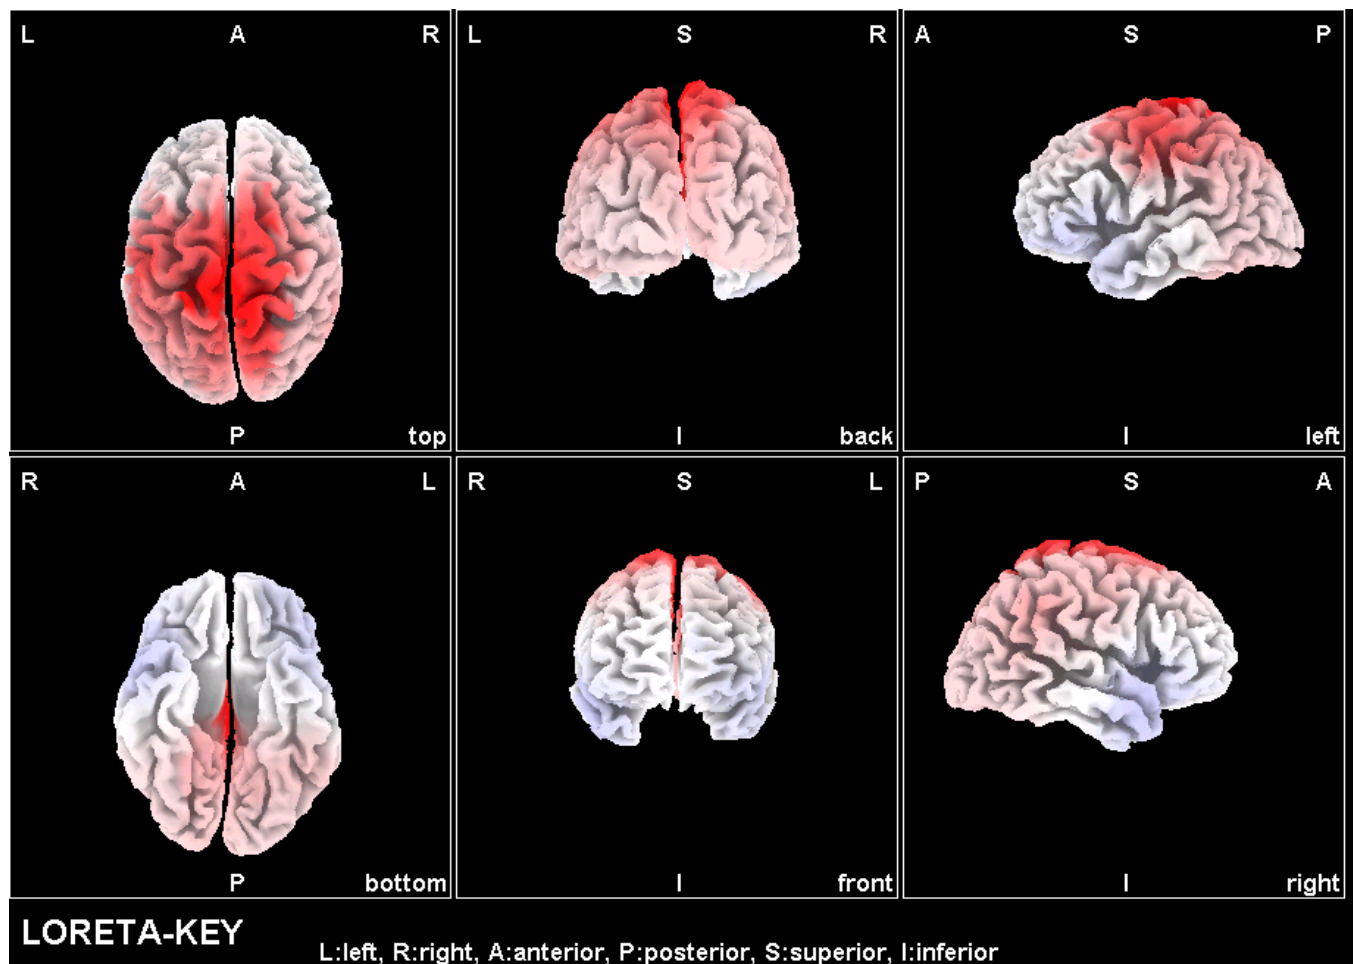 L A R
P top
L S R
I back
A S P
I left
R A L
P bottom
R S L
I front
P S A
I right
LORETA-KEY
L:left, R:right, A:anterior, P:posterior, S:superior, I:inferior